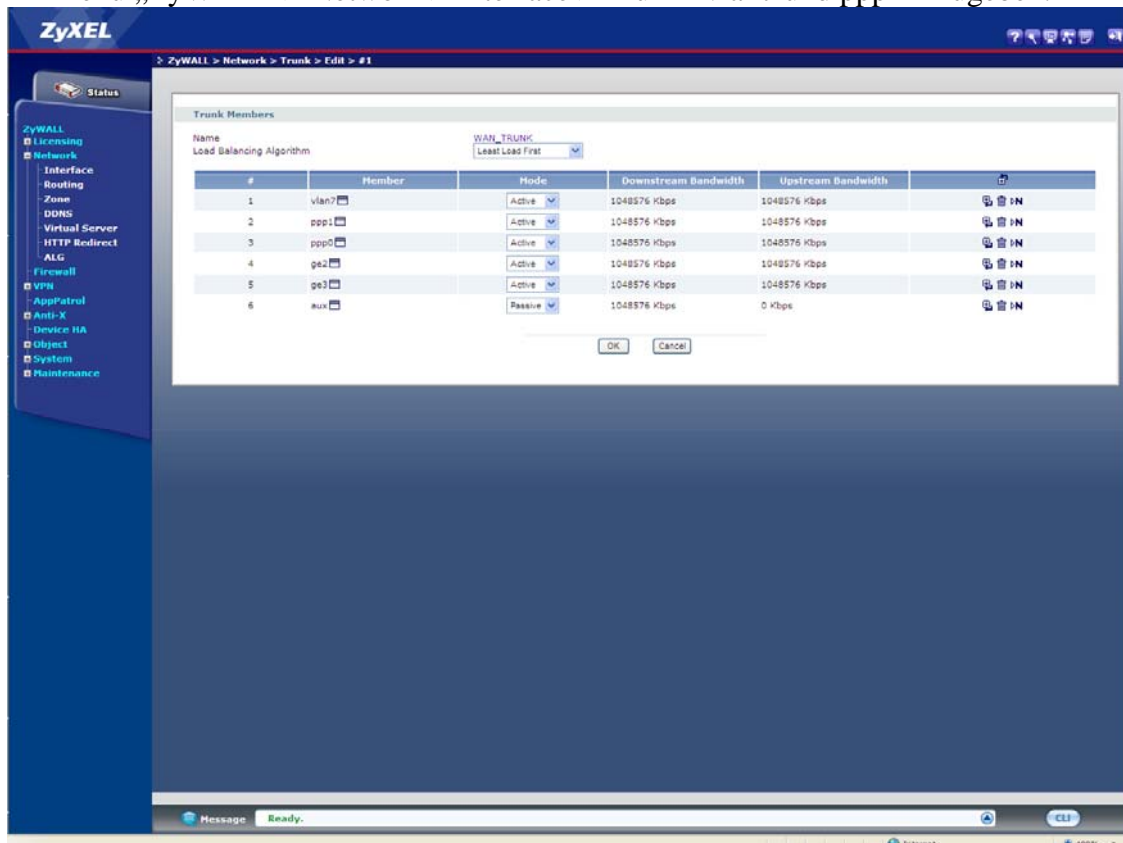 ZyXEL
> ZyWALL > Network > Trunk > Edit > #1
Status
ZyWALL
Licensing
Network
Interface
Routing
Zone
DDNS
Virtual Server
HTTP Redirect
ALG
Firewall
VPN
AppPatrol
Anti-X
Device HA
Object
System
Maintenance
Trunk Members
Name WAN_TRUNK
Load Balancing Algorithm Least Load First
# Member Mode Downstream Bandwidth Upstream Bandwidth
1 vlan7 Active 1048576 Kbps 1048576 Kbps
2 ppp1 Active 1048576 Kbps 1048576 Kbps
3 ppp0 Active 1048576 Kbps 1048576 Kbps
4 ge2 Active 1048576 Kbps 1048576 Kbps
5 ge3 Active 1048576 Kbps 1048576 Kbps
6 aux Passive 1048576 Kbps 0 Kbps
OK Cancel
Message Ready. CLI